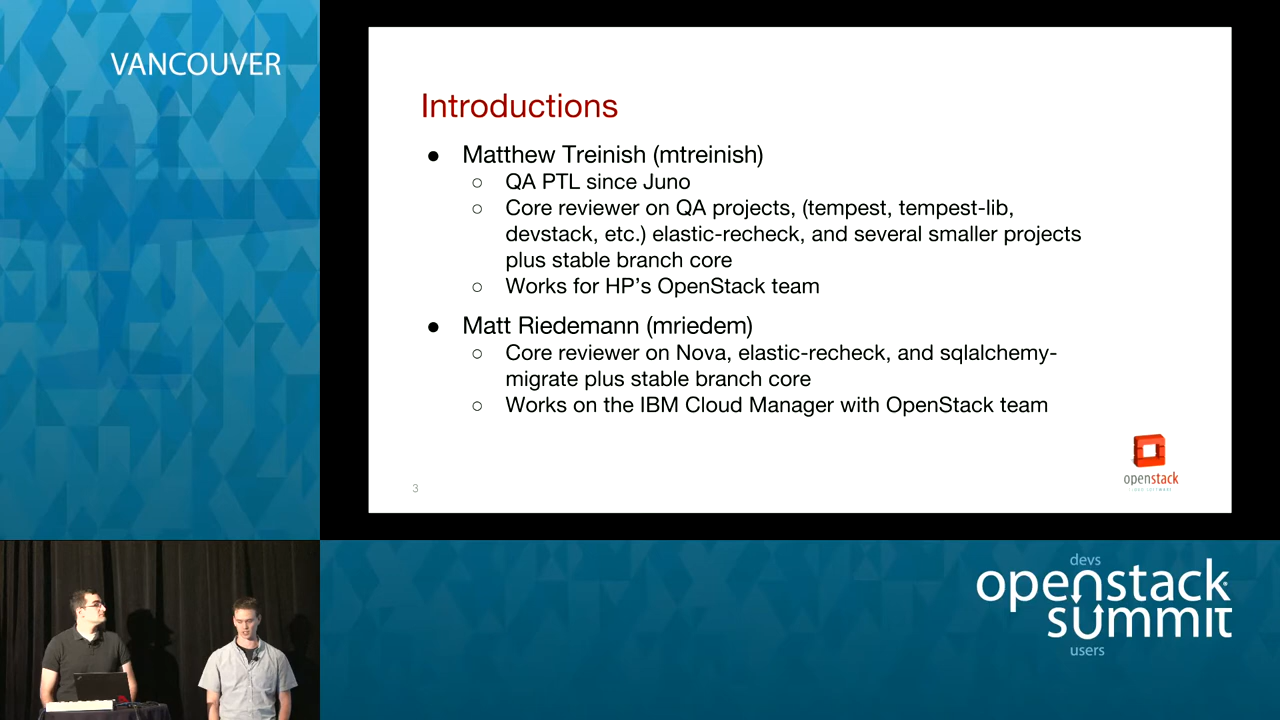 VANCOUVER
Introductions
● Matthew Treinish (mtreinish)
○ QA PTL since Juno
○ Core reviewer on QA projects, (tempest, tempest-lib,
devstack, etc.) elastic-recheck, and several smaller projects
plus stable branch core
○ Works for HP’s OpenStack team
● Matt Riedemann (mriedem)
○ Core reviewer on Nova, elastic-recheck, and sqlalchemy-
migrate plus stable branch core
○ Works on the IBM Cloud Manager with OpenStack team
3
openstack
CLOUD SOFTWARE
devs
openstack
summit
users